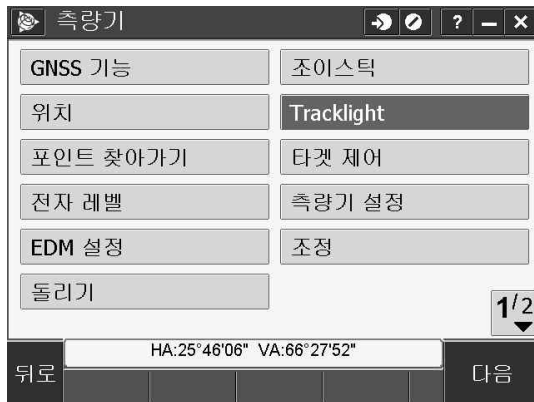 측량기
? – ×
GNSS 기능
조이스틱
위치
Tracklight
포인트 찾아가기
타겟 제어
전자 레벨
측량기 설정
EDM 설정
조정
돌리기
1/2
HA:25°46'06" VA:66°27'52"
뒤로
다음